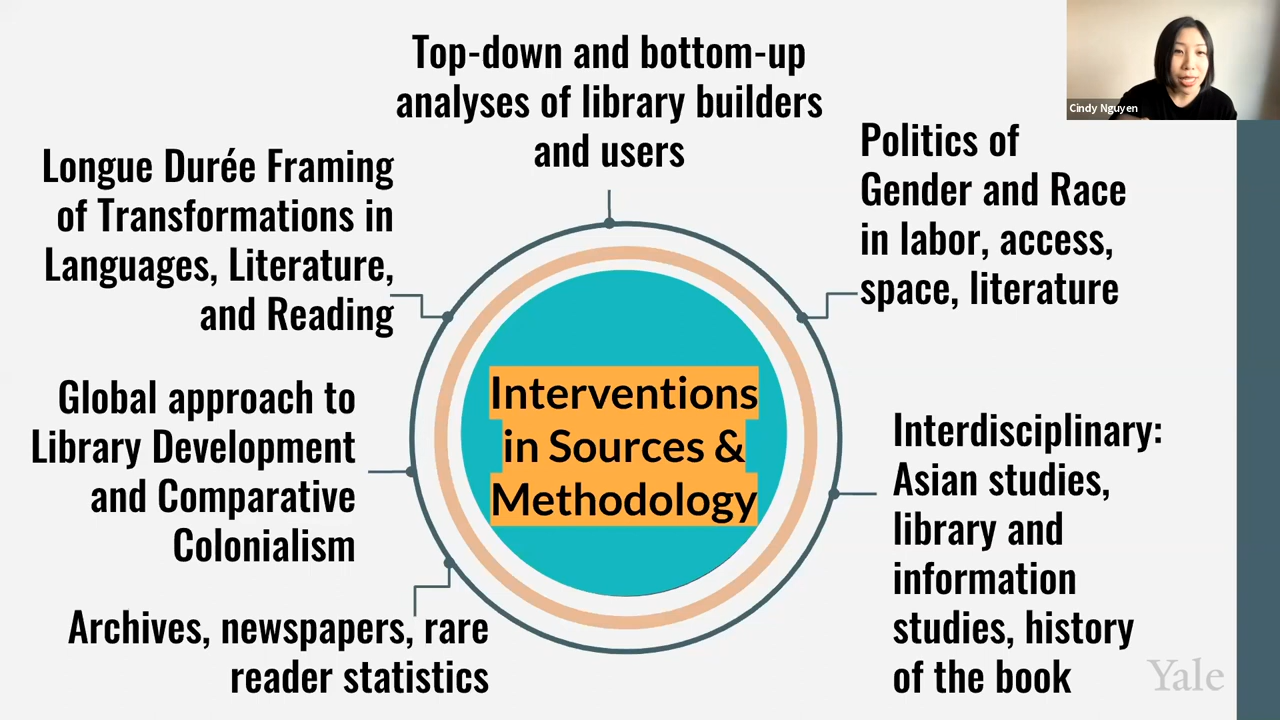 Top-down and bottom-up
analyses of library builders
and users
Cindy Nguyen
Longue Durée Framing
of Transformations in
Languages, Literature,
and Reading
Politics of
Gender and Race
in labor, access,
space, literature
Interventions
in Sources &
Methodology
Global approach to
Library Development
and Comparative
Colonialism
Interdisciplinary:
Asian studies,
library and
information
studies, history
of the book
Archives, newspapers, rare
reader statistics
Yale